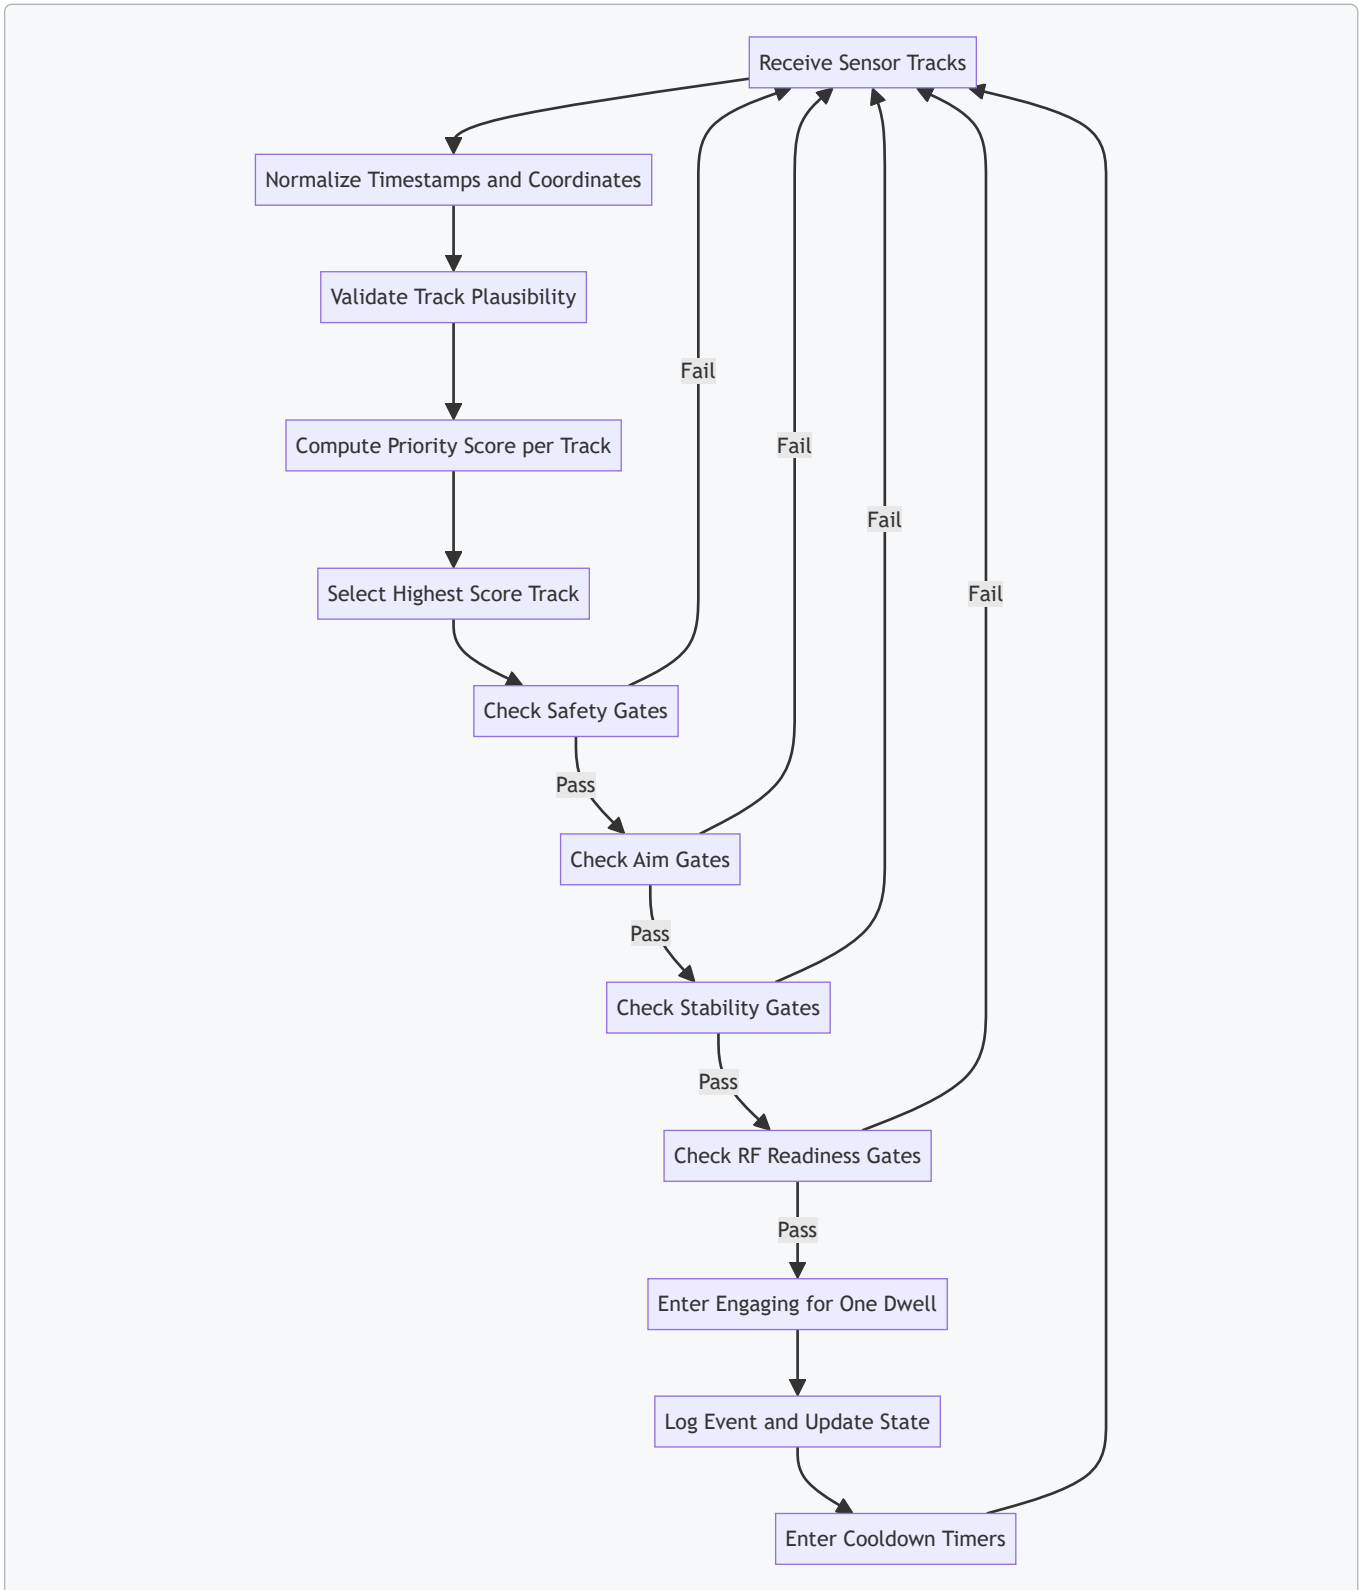 Receive Sensor Tracks
Normalize Timestamps and Coordinates
Validate Track Plausibility
Fail
Compute Priority Score per Track
Fail
Fail
Select Highest Score Track
Fail
Check Safety Gates
Pass
Check Aim Gates
Pass
Check Stability Gates
Pass
Check RF Readiness Gates
Pass
Enter Engaging for One Dwell
Log Event and Update State
Enter Cooldown Timers